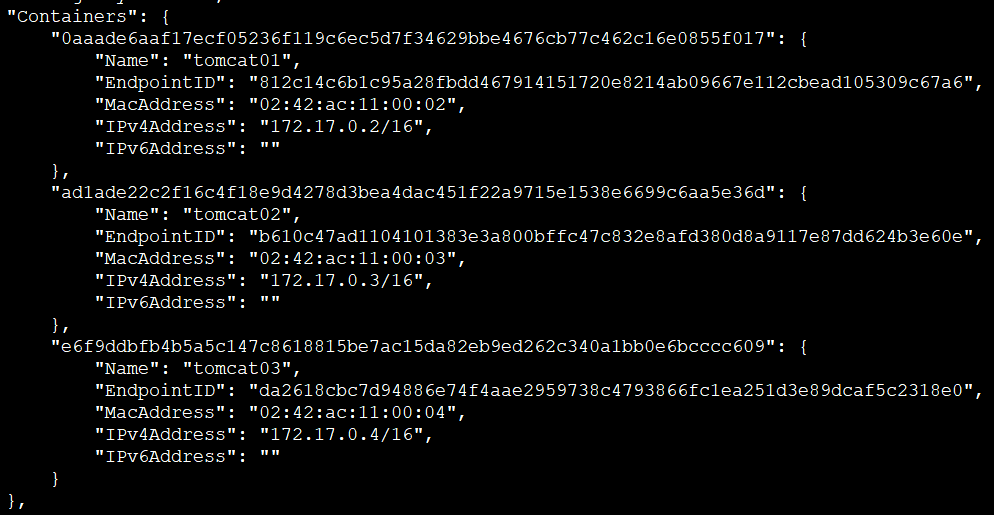 "Containers": {
    "0aaade6aaf17ecf05236f119c6ec5d7f34629bbe4676cb77c462c16e0855f017": {
        "Name": "tomcat01",
        "EndpointID": "812c14c6b1c95a28fbdd467914151720e8214ab09667e112cbead105309c67a6",
        "MacAddress": "02:42:ac:11:00:02",
        "IPv4Address": "172.17.0.2/16",
        "IPv6Address": ""
    },
    "ad1ade22c2f16c4f18e9d4278d3bea4dac451f22a9715e1538e6699c6aa5e36d": {
        "Name": "tomcat02",
        "EndpointID": "b610c47ad1104101383e3a800bffc47c832e8afd380d8a9117e87dd624b3e60e",
        "MacAddress": "02:42:ac:11:00:03",
        "IPv4Address": "172.17.0.3/16",
        "IPv6Address": ""
    },
    "e6f9ddbfb4b5a5c147c8618815be7ac15da82eb9ed262c340a1bb0e6bcccc609": {
        "Name": "tomcat03",
        "EndpointID": "da2618cbc7d94886e74f4aae2959738c4793866fc1ea251d3e89dcaf5c2318e0",
        "MacAddress": "02:42:ac:11:00:04",
        "IPv4Address": "172.17.0.4/16",
        "IPv6Address": ""
    }
},